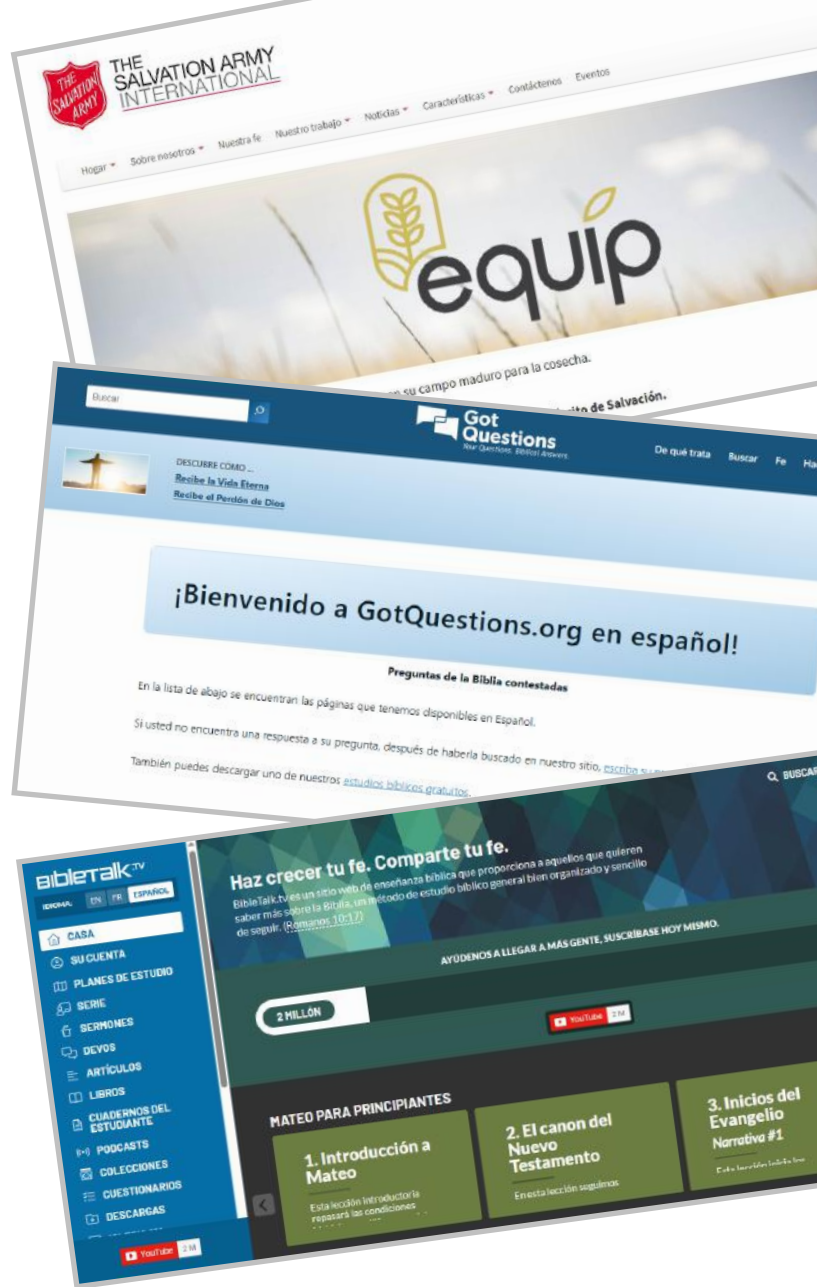 THE
SALVATION
ARMY
THE
SALVATION ARMY
INTERNATIONAL
Hogar Sobre nosotros Nuestra fe Nuestro trabajo Noticias Características Contáctenos Eventos
equip
su campo maduro para la cosecha.
de Salvación.
Buscar
Got
Questions
Your Questions. Biblical Answers.
De qué trata Buscar Fe
DESCUBRE CÓMO ...
Recibe la Vida Eterna
Recibe el Perdón de Dios
¡Bienvenido a GotQuestions.org en español!
Preguntas de la Biblia contestadas
En la lista de abajo se encuentran las páginas que tenemos disponibles en Español.
Si usted no encuentra una respuesta a su pregunta, después de haberla buscado en nuestro sitio, escriba su
También puedes descargar uno de nuestros estudios bíblicos gratuitos.
BibleTalk.TV
IDIOMA: EN FR ESPAÑOL
CASA
SU CUENTA
PLANES DE ESTUDIO
SERIE
SERMONES
DEVOS
ARTÍCULOS
LIBROS
CUADERNOS DEL
ESTUDIANTE
PODCASTS
COLECCIONES
CUESTIONARIOS
DESCARGAS
YouTube 2 M
BUSCAR
Haz crecer tu fe. Comparte tu fe.
BibleTalk.tv es un sitio web de enseñanza bíblica que proporciona a aquellos que quieren
saber más sobre la Biblia, un método de estudio bíblico general bien organizado y sencillo
de seguir. (Romanos 10:17)
AYÚDENOS A LLEGAR A MÁS GENTE, SUSCRÍBASE HOY MISMO.
2 MILLÓN
YouTube 2 M
MATEO PARA PRINCIPIANTES
1. Introducción a
Mateo
Esta lección introductoria
repasará las condiciones
2. El canon del
Nuevo
Testamento
En esta lección seguimos
3. Inicios del
Evangelio
Narrativa #1
Esta lección inicia los